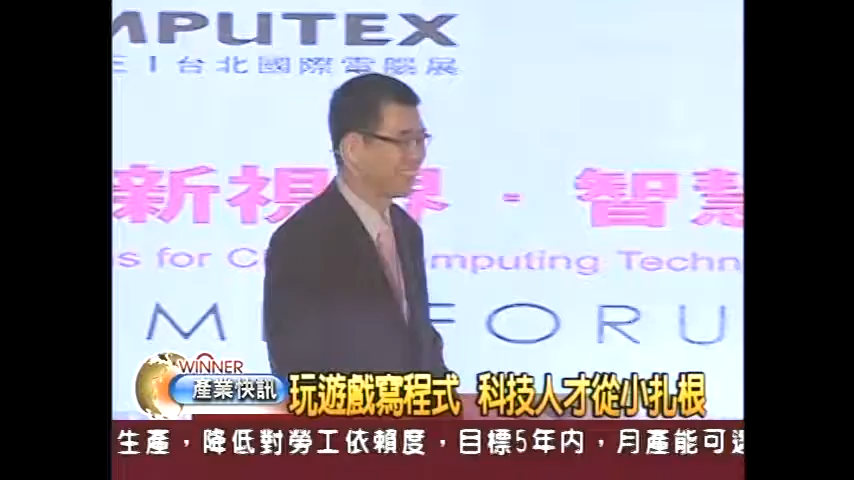 MPUTEX
台北國際電腦展
新視界·智慧
for C mputing Techn
FORU
WINNER
產業快訊
玩遊戲寫程式 科技人才從小扎根
生產，降低對勞工依賴度，目標5年內，月產能可達